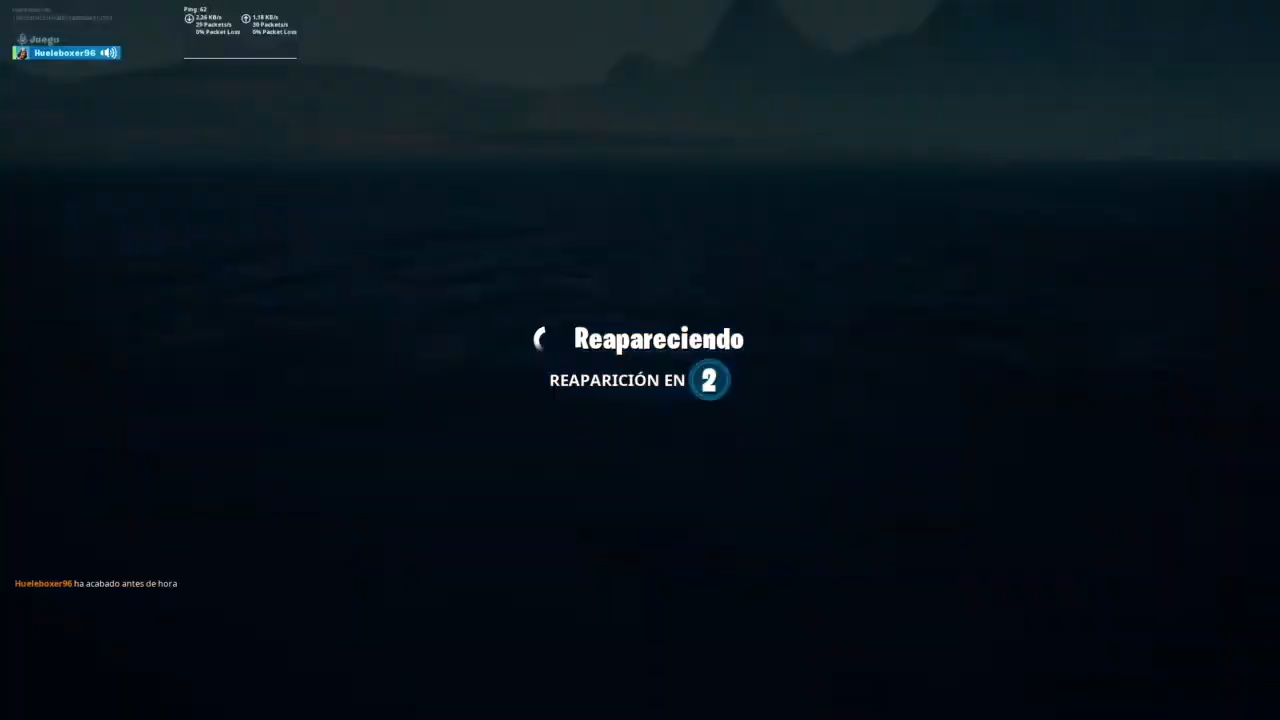 Ping: 62
2,26 KB/s 1,18 KB/s
29 Packets/s 30 Packets/s
0% Packet Loss 0% Packet Loss
Juego
Hueleboxer96
Reapareciendo
REAPARICIÓN EN 2
Hueleboxer96 ha acabado antes de hora